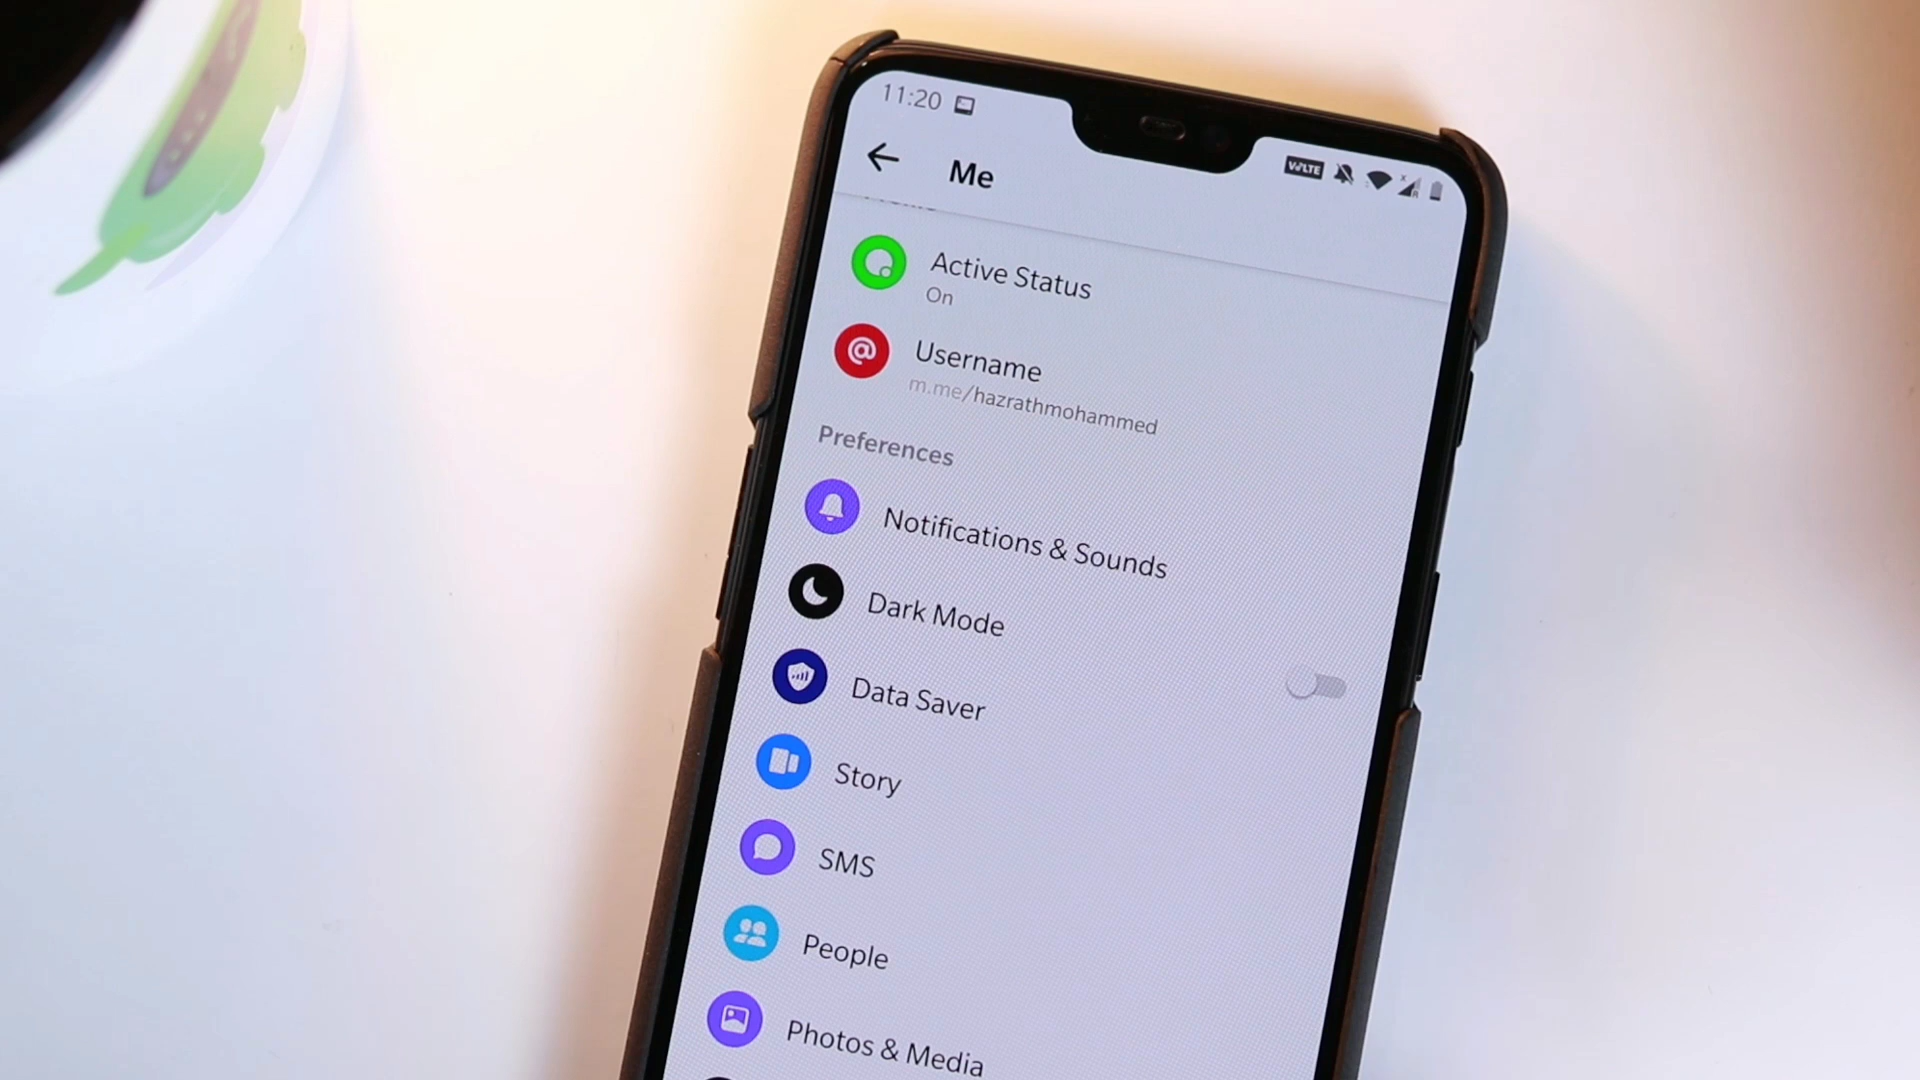 11:20
VoLTE
Me
Active Status
On
Username
m.me/hazrathmohammed
Preferences
Notifications & Sounds
Dark Mode
Data Saver
Story
SMS
People
Photos & Media